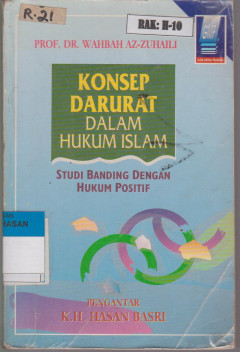 R-21
RAK: H-10
PROF. DR. WAHBAH AZ-ZUHAILI
KONSEP
DARURAT
DALAM
HUKUM ISLAM
STUDI BANDING DENGAN
HUKUM POSITIF
HASAN
PENGANTAR
K.H. HASAN BASRI